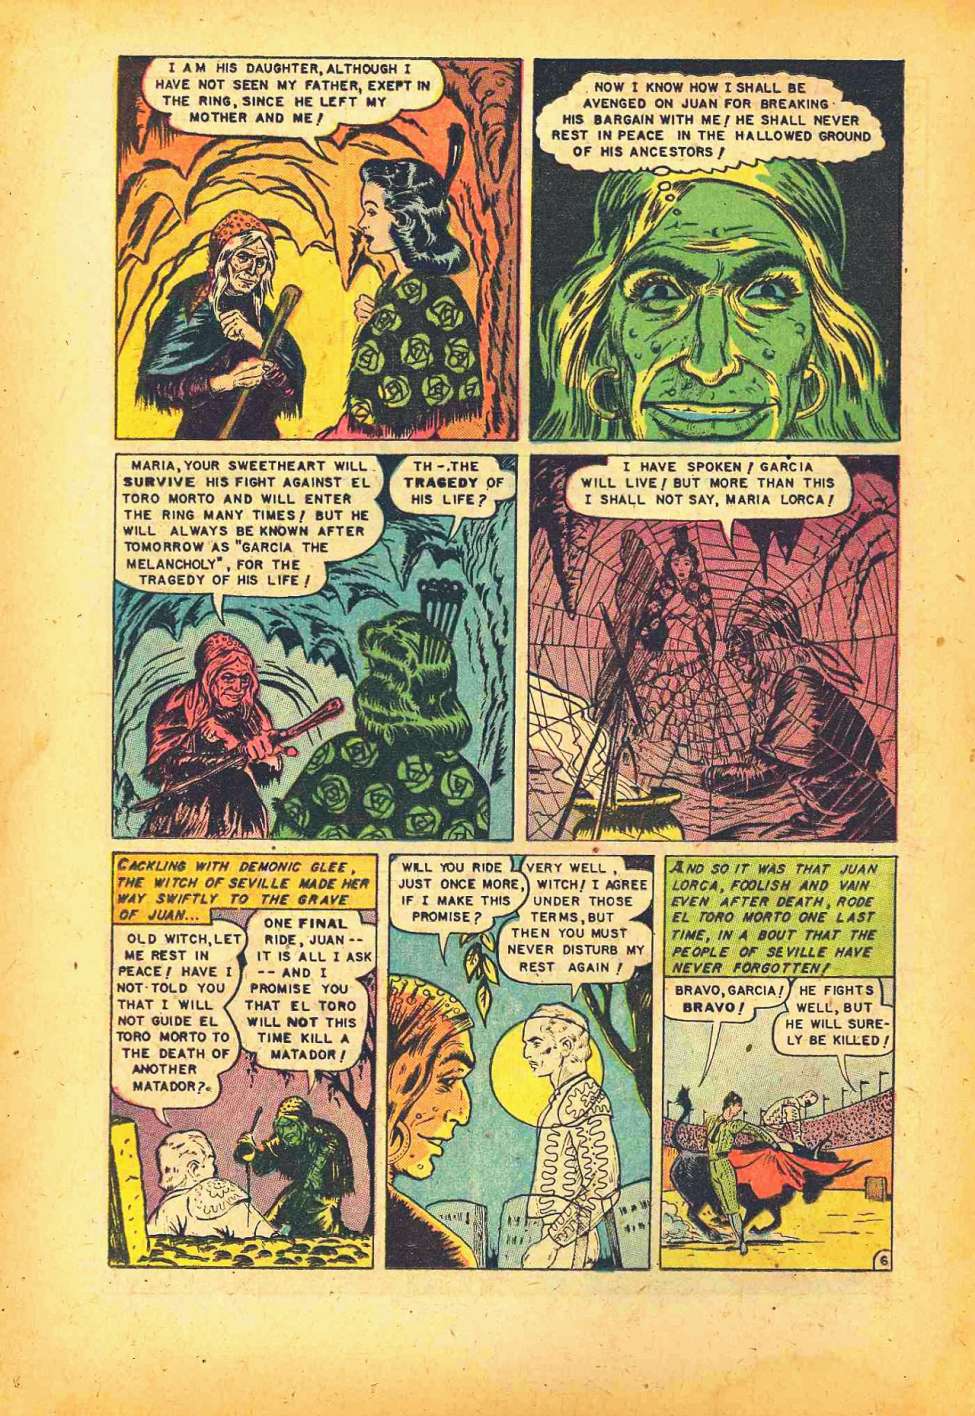 I AM HIS DAUGHTER, ALTHOUGH I
HAVE NOT SEEN MY FATHER, EXEPT IN
THE RING, SINCE HE LEFT MY
MOTHER AND ME!
NOW I KNOW HOW I SHALL BE
AVENGED ON JUAN FOR BREAKING
HIS BARGAIN WITH ME! HE SHALL NEVER
REST IN PEACE IN THE HALLOWED GROUND
OF HIS ANCESTORS!
MARIA, YOUR SWEETHEART WILL
SURVIVE HIS FIGHT AGAINST EL
TORO MORTO AND WILL ENTER
THE RING MANY TIMES! BUT HE
WILL ALWAYS BE KNOWN AFTER
TOMORROW AS "GARCIA THE
MELANCHOLY", FOR THE
TRAGEDY OF HIS LIFE!
TH-.THE
TRAGEDY OF
HIS LIFE?
I HAVE SPOKEN! GARCIA
WILL LIVE! BUT MORE THAN THIS
I SHALL NOT SAY, MARIA LORCA!
CACKLING WITH DEMONIC GLEE,
THE WITCH OF SEVILLE MADE HER
WAY SWIFTLY TO THE GRAVE
OF JUAN...
OLD WITCH, LET
ME REST IN
PEACE! HAVE I
NOT TOLD YOU
THAT I WILL
NOT GUIDE EL
TORO MORTO TO
THE DEATH OF
ANOTHER
MATADOR?
ONE FINAL
RIDE, JUAN --
IT IS ALL I ASK
-- AND I
PROMISE YOU
THAT EL TORO
WILL NOT THIS
TIME KILL A
MATADOR!
WILL YOU RIDE
JUST ONCE MORE,
IF I MAKE THIS
PROMISE?
VERY WELL,
WITCH! I AGREE
UNDER THOSE
TERMS, BUT
THEN YOU MUST
NEVER DISTURB MY
REST AGAIN!
AND SO IT WAS THAT JUAN
LORCA, FOOLISH AND VAIN
EVEN AFTER DEATH, RODE
EL TORO MORTO ONE LAST
TIME, IN A BOUT THAT THE
PEOPLE OF SEVILLE HAVE
NEVER FORGOTTEN!
BRAVO, GARCIA!
BRAVO!
HE FIGHTS
WELL, BUT
HE WILL SURE-
LY BE KILLED!
6